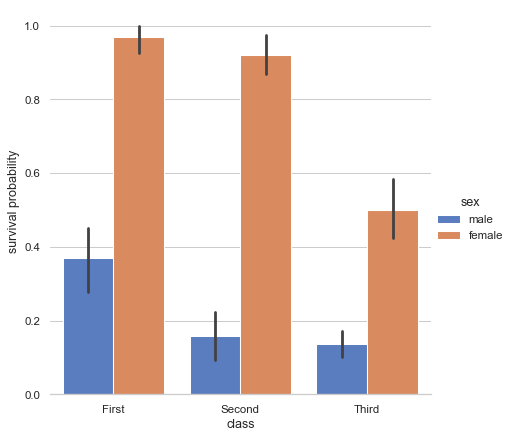 1.0
0.8
0.6
0.4
0.2
0.0
survival probability
First Second Third
class
sex
male
female